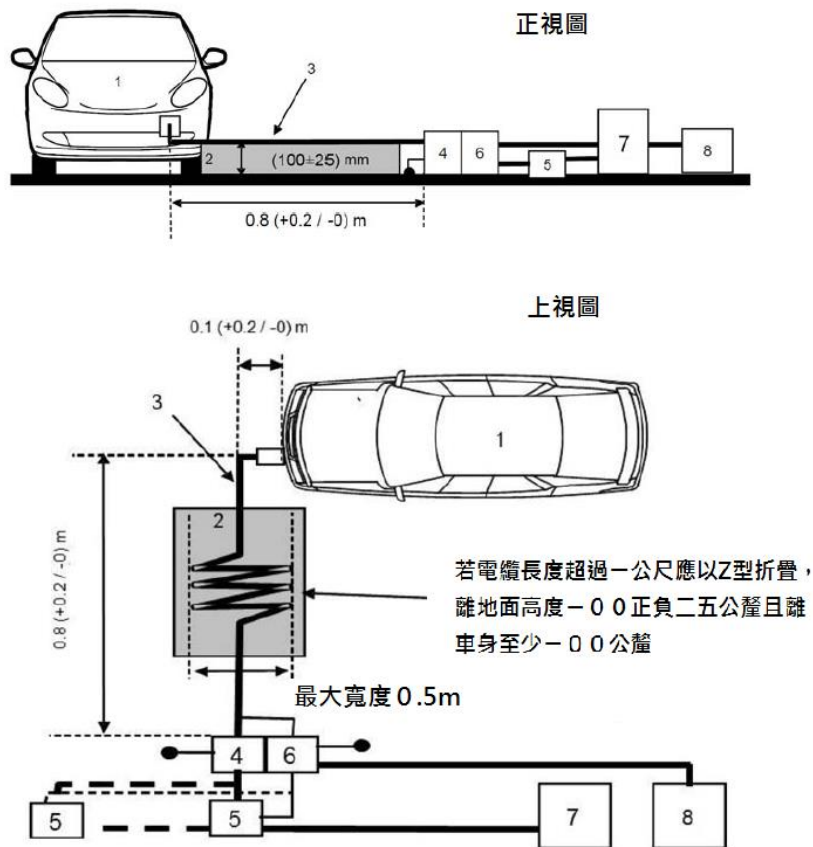 正視圖
1
3
2
(100±25) mm
4
6
5
7
8
0.8 (+0.2 / -0) m
上視圖
0.1 (+0.2 / -0) m
3
1
2
0.8 (+0.2 / -0) m
若電纜長度超過一公尺應以Z型折疊，
離地面高度一００正負二五公釐且離
車身至少一００公釐
最大寬度０.5m
4
6
5
5
7
8